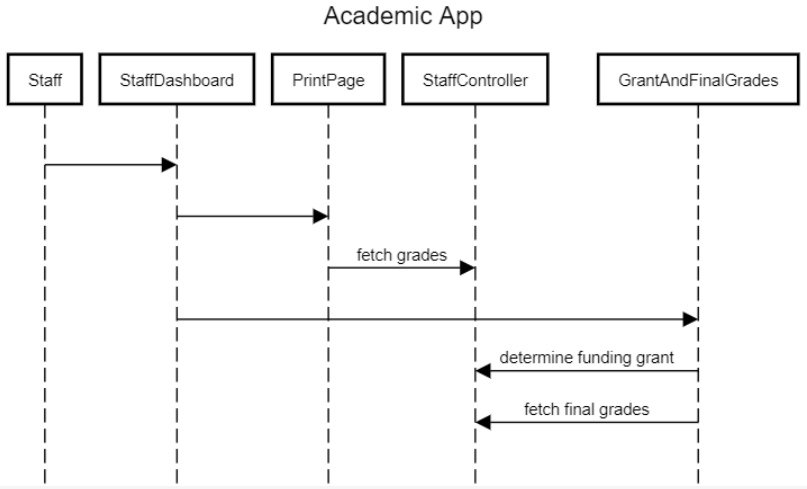 Academic App
Staff
StaffDashboard
PrintPage
StaffController
GrantAndFinalGrades
fetch grades
determine funding grant
fetch final grades